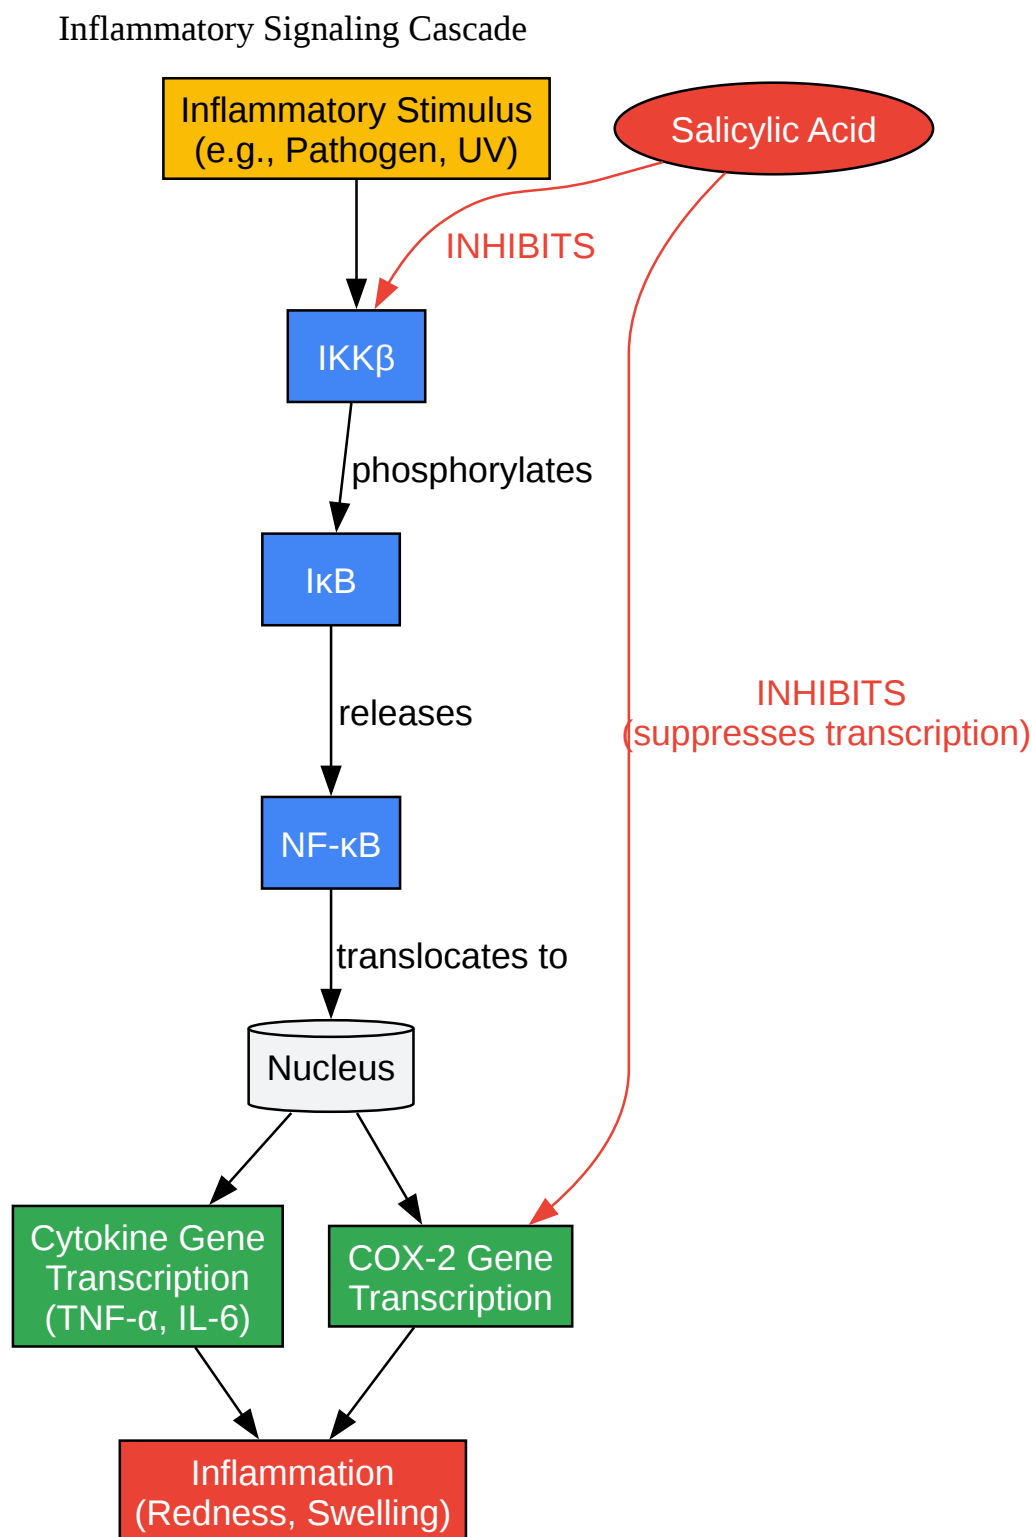 Inflammatory Signaling Cascade
Inflammatory Stimulus
(e.g., Pathogen, UV)
Salicylic Acid
INHIBITS
IKKβ
phosphorylates
IκB
releases
INHIBITS
(suppresses transcription)
NF-κB
translocates to
Nucleus
Cytokine Gene
Transcription
(TNF-α, IL-6)
COX-2 Gene
Transcription
Inflammation
(Redness, Swelling)